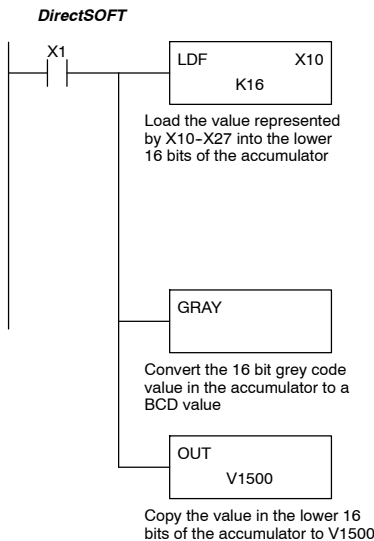 DirectSOFT
X1
LDF X10
K16
Load the value represented
by X10-X27 into the lower
16 bits of the accumulator
GRAY
Convert the 16 bit grey code
value in the accumulator to a
BCD value
OUT
V1500
Copy the value in the lower 16
bits of the accumulator to V1500